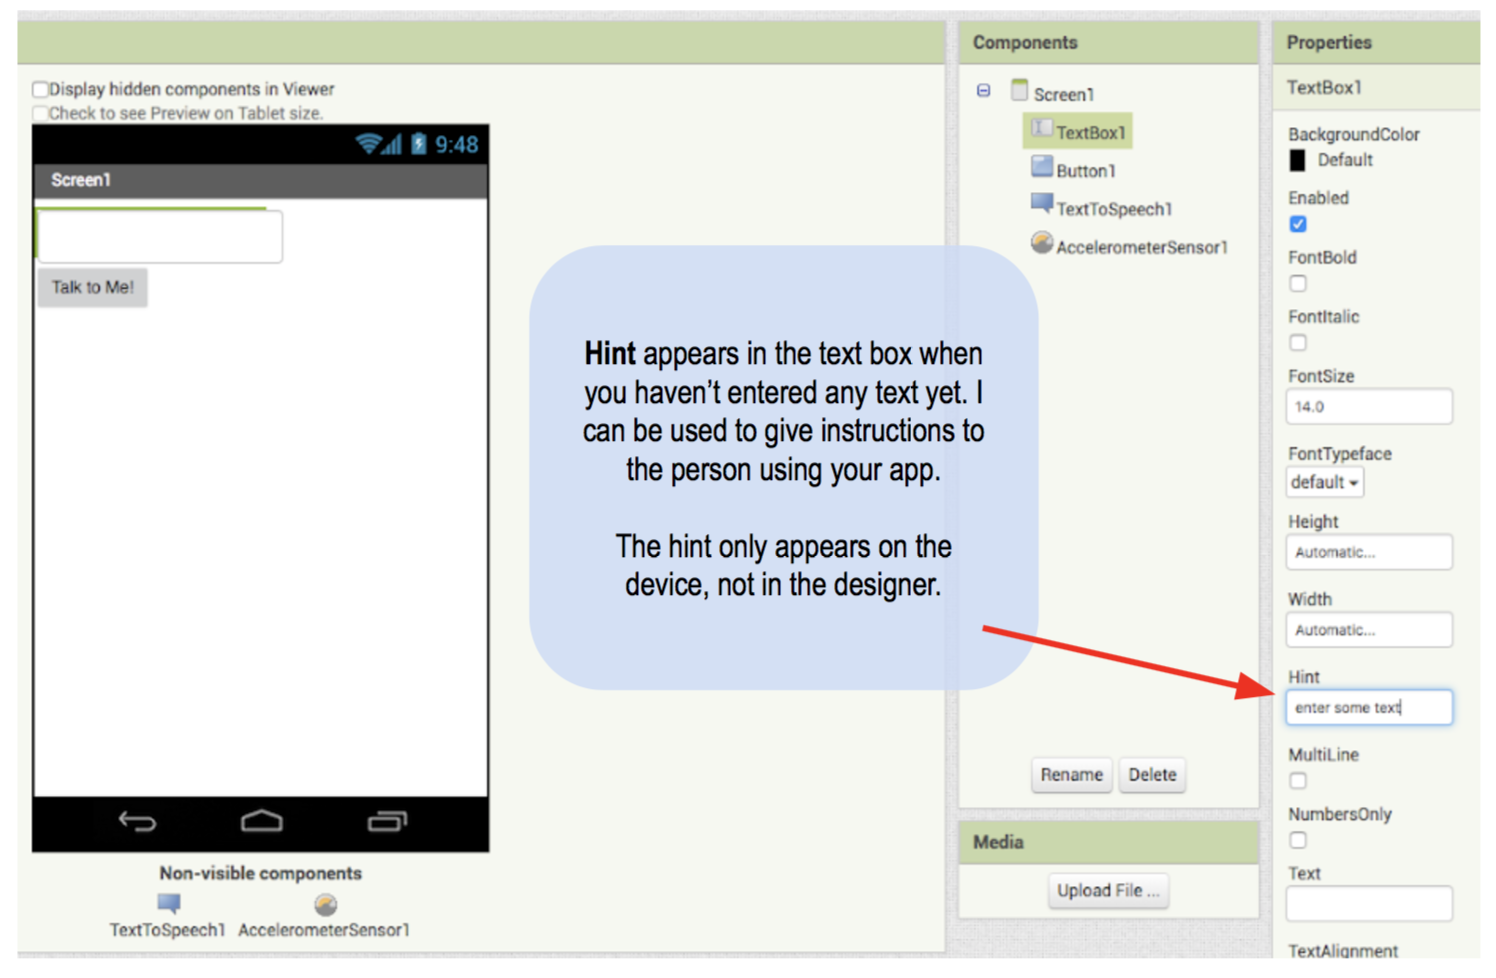 Display hidden components in Viewer
Check to see Preview on Tablet size.
9:48
Screen1
Talk to Me!
Non-visible components
TextToSpeech1 AccelerometerSensor1
Hint appears in the text box when
you haven't entered any text yet. I
can be used to give instructions to
the person using your app.
The hint only appears on the
device, not in the designer.
Components
Screen1
TextBox1
Button1
TextToSpeech1
AccelerometerSensor1
Rename Delete
Media
Upload File ...
Properties
TextBox1
BackgroundColor
Default
Enabled
FontBold
FontItalic
FontSize
14.0
FontTypeface
default
Height
Automatic...
Width
Automatic...
Hint
enter some text
MultiLine
NumbersOnly
Text
TextAlignment